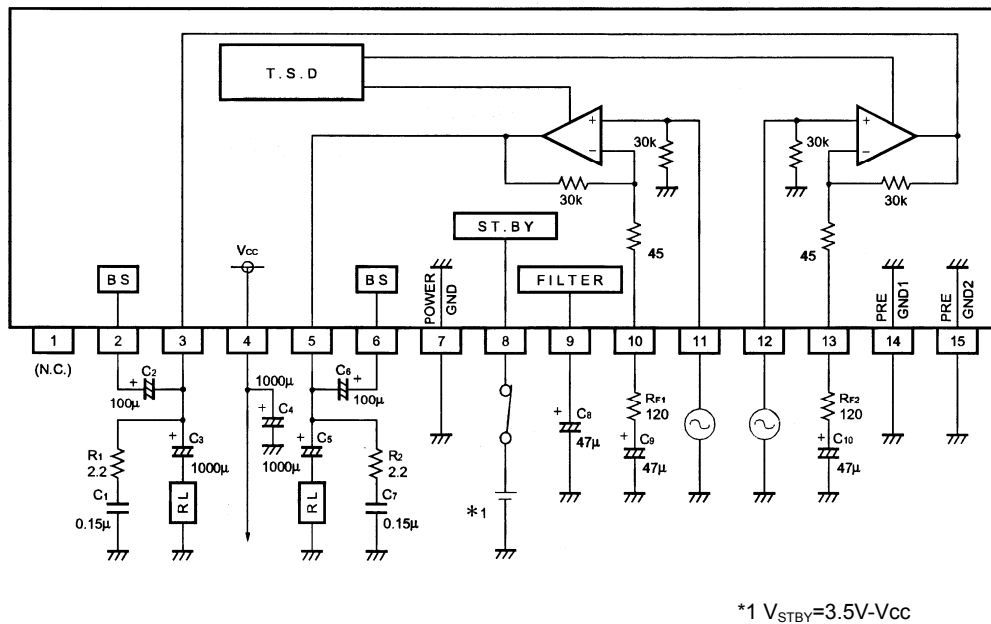 T.S.D
+
−
30k
30k
45
+
−
30k
30k
45
ST.BY
Vcc
BS
BS
POWER
GND
FILTER
PRE
GND1
PRE
GND2
1
2
3
4
5
6
7
8
9
10
11
12
13
14
15
(N.C.)
+ C2
100μ
R1
2.2
C1
0.15μ
+ C3
1000μ
RL
1000μ
+ C4
C6 +
100μ
+ C5
1000μ
RL
R2
2.2
C7
0.15μ
*1
+ C8
47μ
RF1
120
+ C9
47μ
RF2
120
+ C10
47μ
*1 VSTBY=3.5V-Vcc